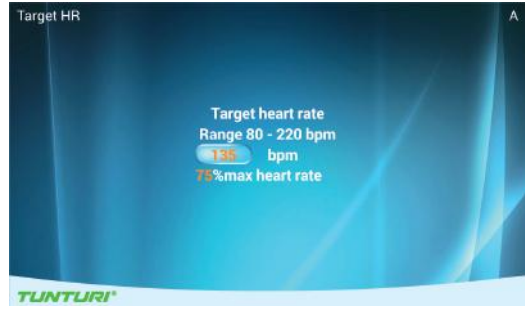 Target HR
A
Target heart rate
Range 80 - 220 bpm
135 bpm
75%max heart rate
TUNTURI®